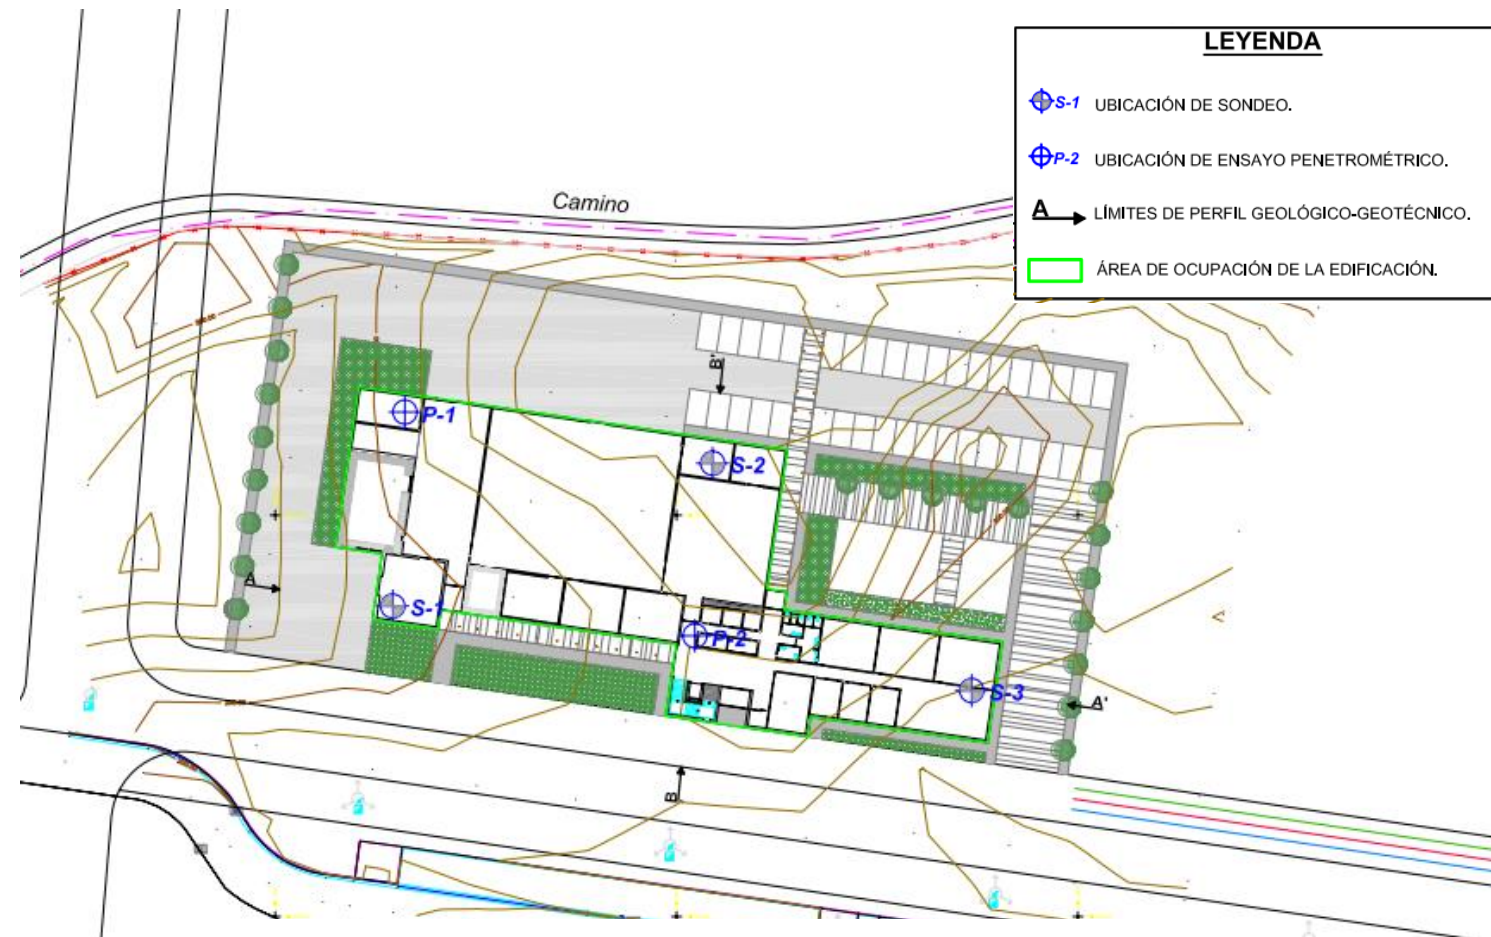 LEYENDA
S-1 UBICACIÓN DE SONDEO.
P-2 UBICACIÓN DE ENSAYO PENETROMÉTRICO.
A LÍMITES DE PERFIL GEOLÓGICO-GEOTÉCNICO.
ÁREA DE OCUPACIÓN DE LA EDIFICACIÓN.
Camino
B'
P-1
S-2
A
S-1
P-2
S-3
A'
B